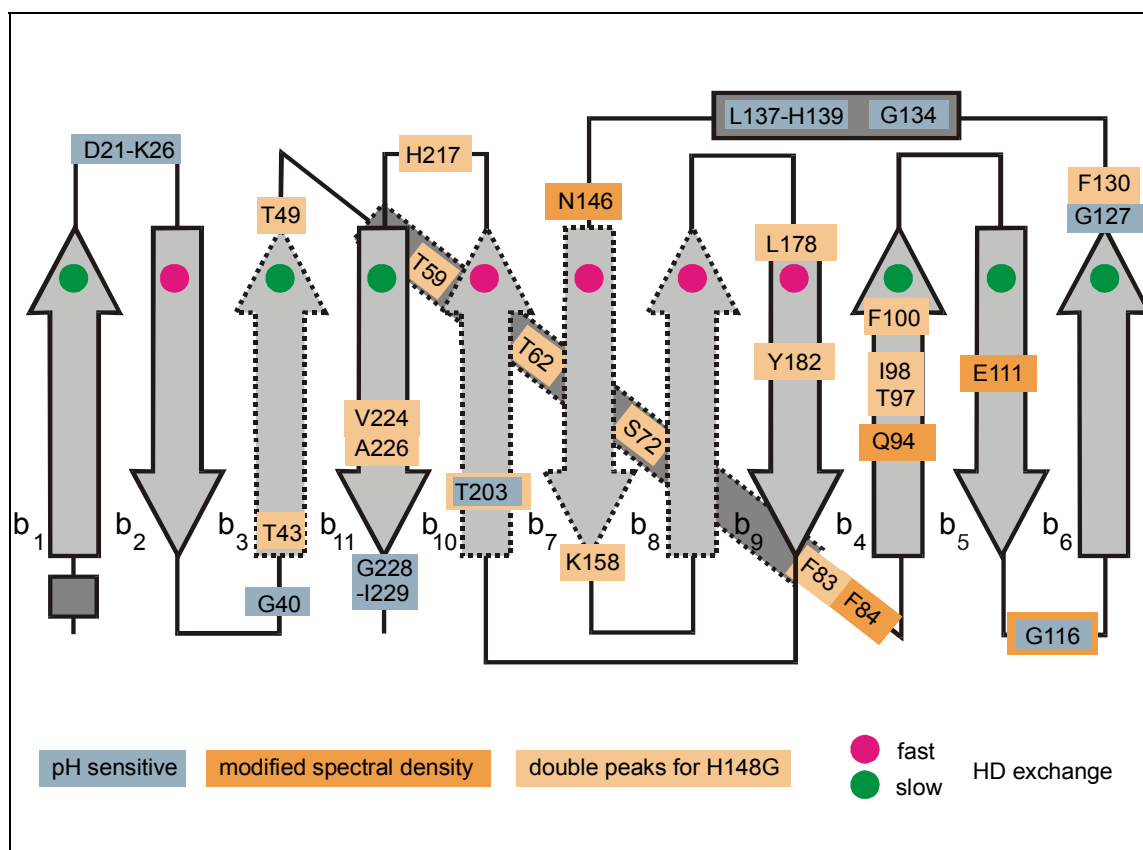 L137-H139 G134
D21-K26
H217
F130
N146
T49
G127
L178
T59
F100
T62
Y182
I98
E111
T97
V224
S72
Q94
A226
T203
b1 b2 b3 T43 b11 b10 b7 b8 b9 b4 b5 b6
K158
G228
F83
-I229
G40
F84
G116
pH sensitive modified spectral density double peaks for H148G
fast
HD exchange
slow